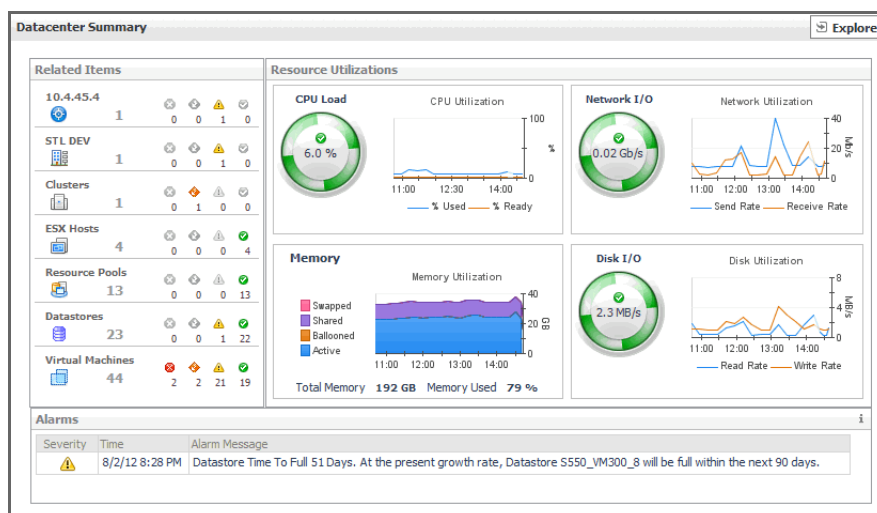 Datacenter Summary
Explore
Related Items
10.4.45.4
1
0 0 1 0
STL DEV
1
0 0 1 0
Clusters
1
0 1 0 0
ESX Hosts
4
0 0 0 4
Resource Pools
13
0 0 0 13
Datastores
23
0 0 1 22
Virtual Machines
44
2 2 21 19
Resource Utilizations
CPU Load
6.0 %
CPU Utilization
100
%
0
11:00 12:30 14:00
% Used % Ready
Network I/O
0.02 Gb/s
Network Utilization
40
20
0
Mb/s
11:00 12:00 13:00 14:00
Send Rate Receive Rate
Memory
Memory Utilization
Swapped
Shared
Ballooned
Active
40
20
0
GB
11:00 12:00 13:00 14:00
Total Memory 192 GB Memory Used 79 %
Disk I/O
2.3 MB/s
Disk Utilization
8
4
0
MB/s
11:00 12:00 13:00 14:00
Read Rate Write Rate
Alarms
i
Severity Time Alarm Message
8/2/12 8:28 PM Datastore Time To Full 51 Days. At the present growth rate, Datastore S550_VM300_8 will be full within the next 90 days.